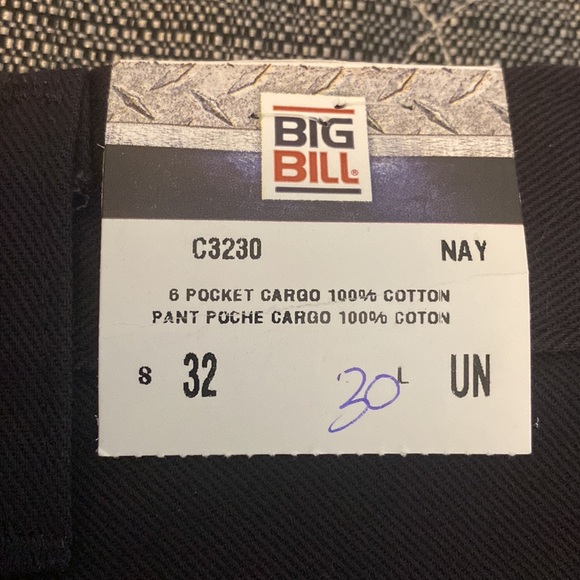 BIG
BILL®
C3230 NAY
6 POCKET CARGO 100% COTTON
PANT POCHE CARGO 100% COTON
S 32 30 L UN